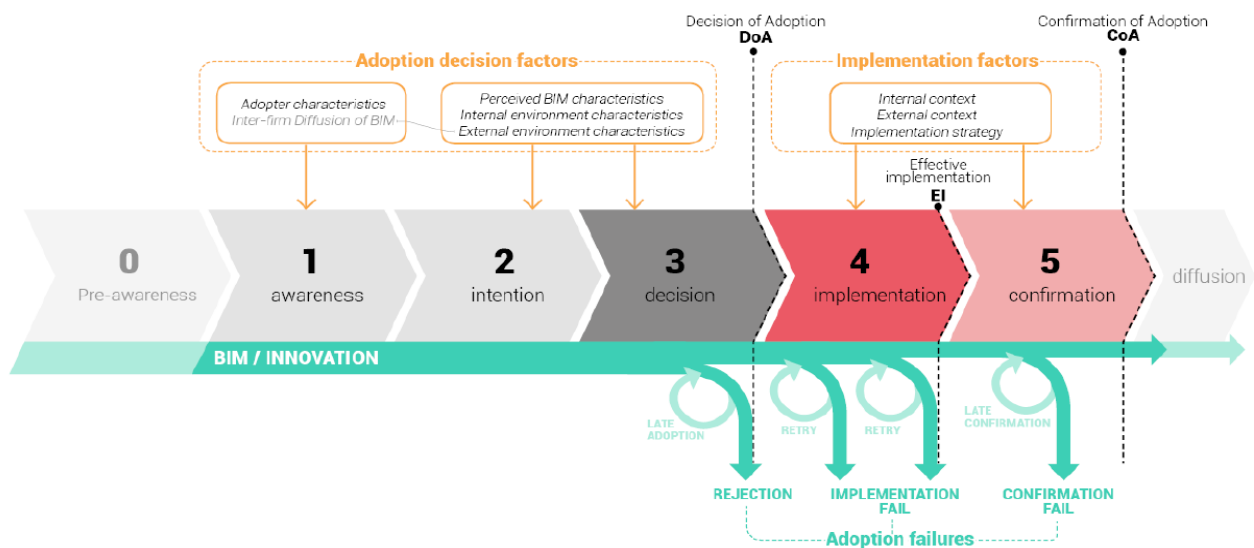 Decision of Adoption
DoA
Confirmation of Adoption
CoA
Adoption decision factors
Implementation factors
Adopter characteristics
Inter-firm Diffusion of BIM
Perceived BIM characteristics
Internal environment characteristics
External environment characteristics
Internal context
External context
Implementation strategy
Effective
implementation
EI
0
Pre-awareness
1
awareness
2
intention
3
decision
4
implementation
5
confirmation
diffusion
BIM / INNOVATION
LATE
ADOPTION
RETRY
RETRY
LATE
CONFIRMATION
REJECTION
IMPLEMENTATION
FAIL
CONFIRMATION
FAIL
Adoption failures